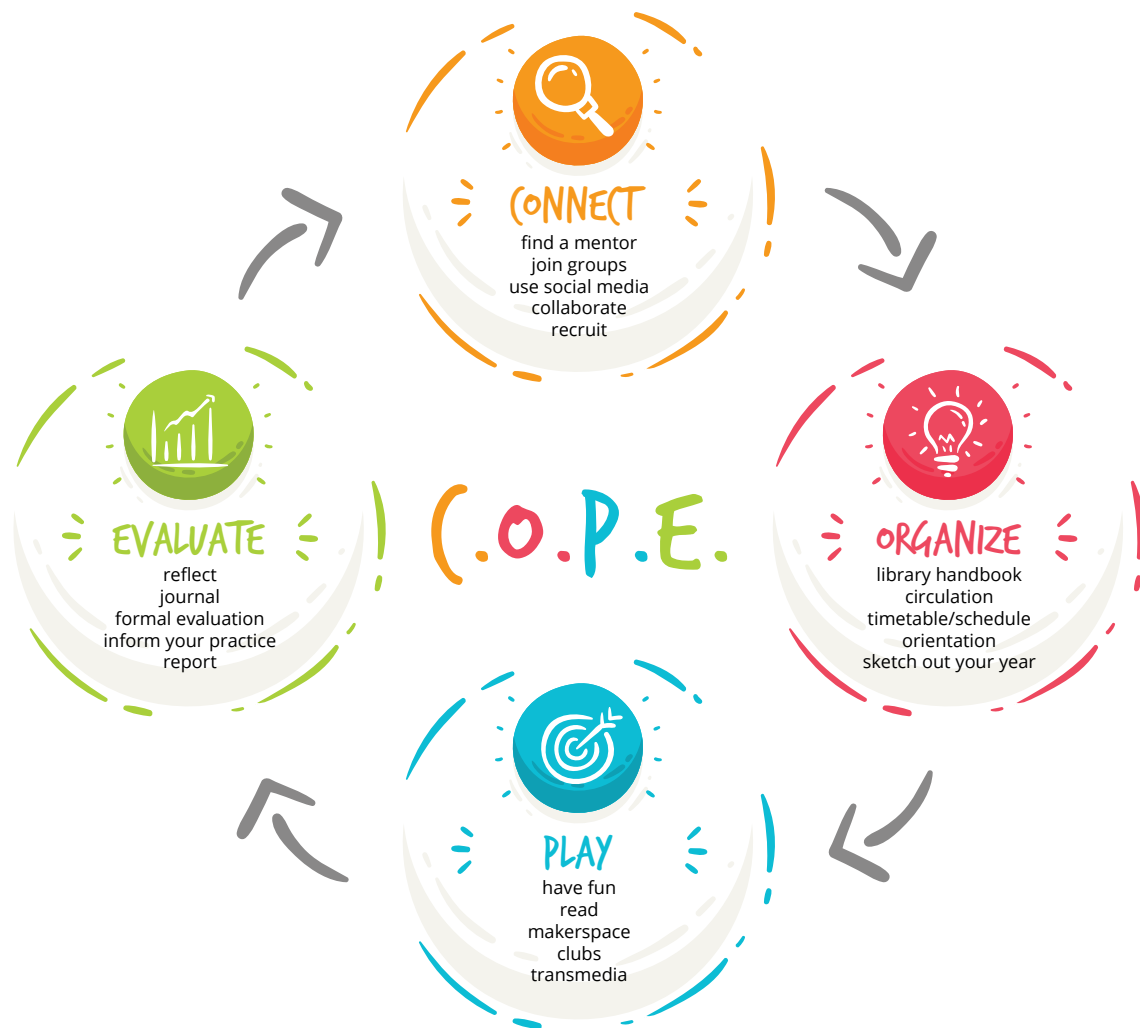 CONNECT
find a mentor
join groups
use social media
collaborate
recruit
EVALUATE
reflect
journal
formal evaluation
inform your practice
report
C.O.P.E.
ORGANIZE
library handbook
circulation
timetable/schedule
orientation
sketch out your year
PLAY
have fun
read
makerspace
clubs
transmedia